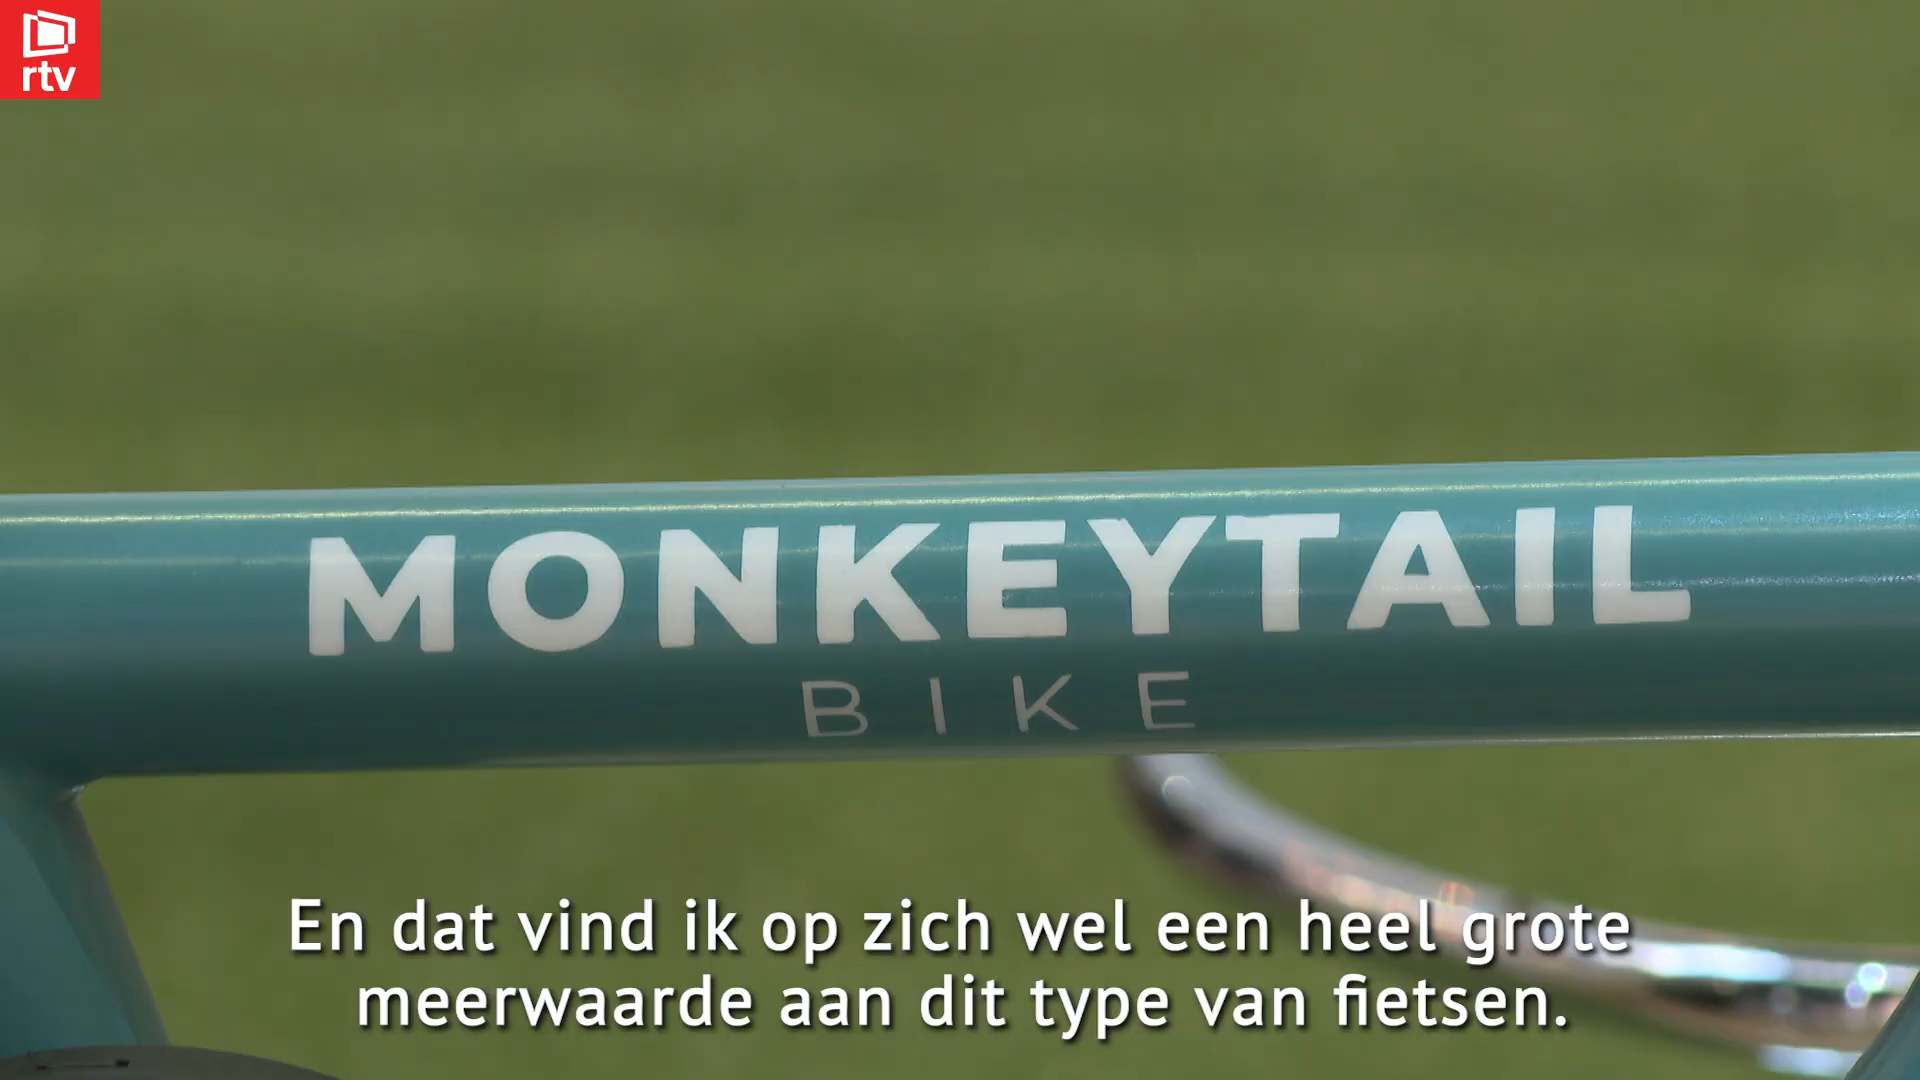 rtv
MONKEYTAIL
BIKE
En dat vind ik op zich wel een heel grote
meerwaarde aan dit type van fietsen.